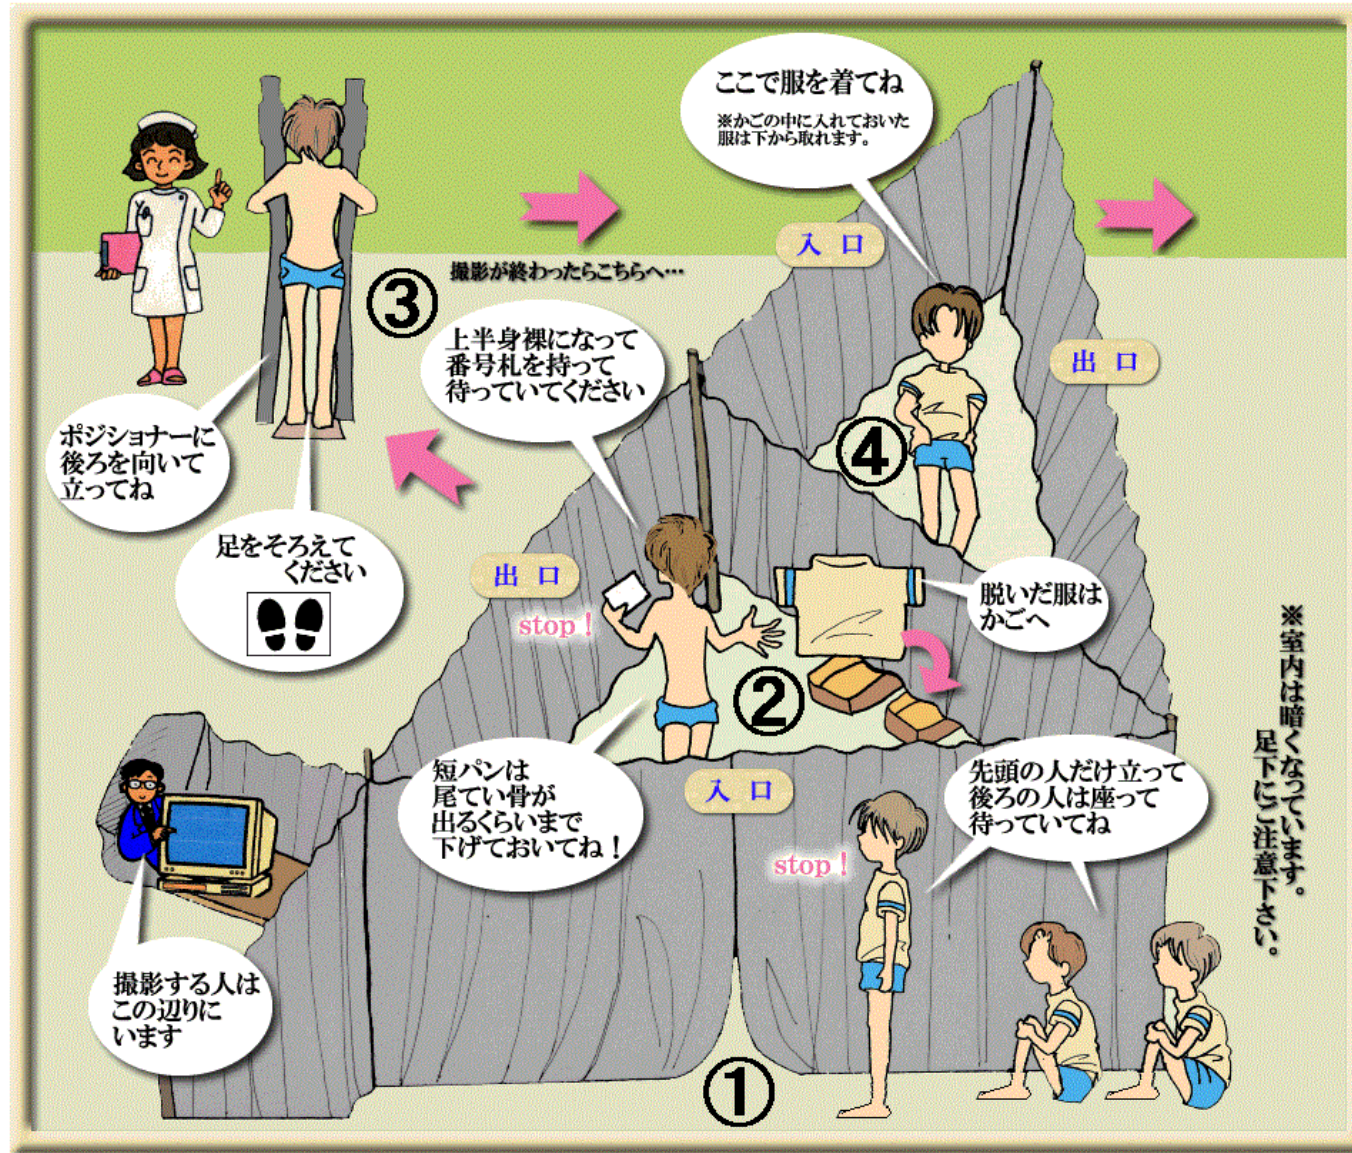 ここで服を着てね
※かごの中に入れておいた
服は下から取れます。
入 口
撮影が終わったらこちらへ…
③
上半身裸になって
番号札を持って
待っていてください
出 口
④
ポジショナーに
後ろを向いて
立ってね
足をそろえて
ください
出 口
stop！
脱いだ服は
かごへ
②
※室内は暗くなっています。
足下にご注意下さい。
短パンは
尾てい骨が
出るくらいまで
下げておいてね！
入 口
先頭の人だけ立って
後ろの人は座って
待っていてね
stop！
撮影する人は
この辺りに
います
①